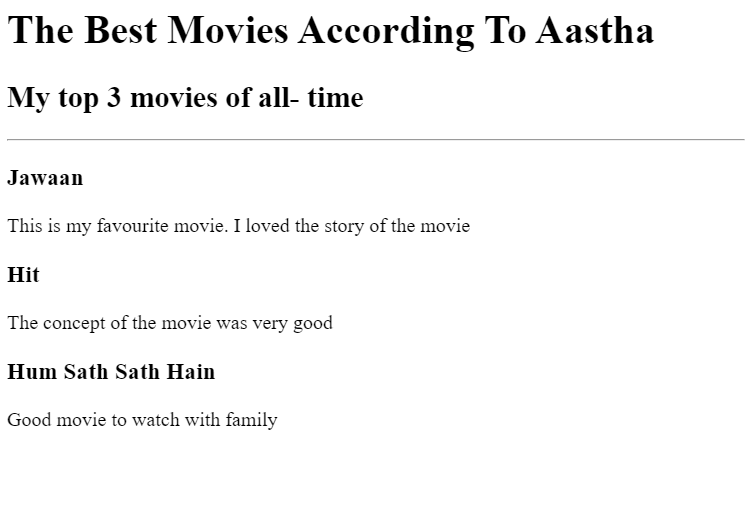 The Best Movies According To Aastha
My top 3 movies of all- time
Jawaan
This is my favourite movie. I loved the story of the movie
Hit
The concept of the movie was very good
Hum Sath Sath Hain
Good movie to watch with family